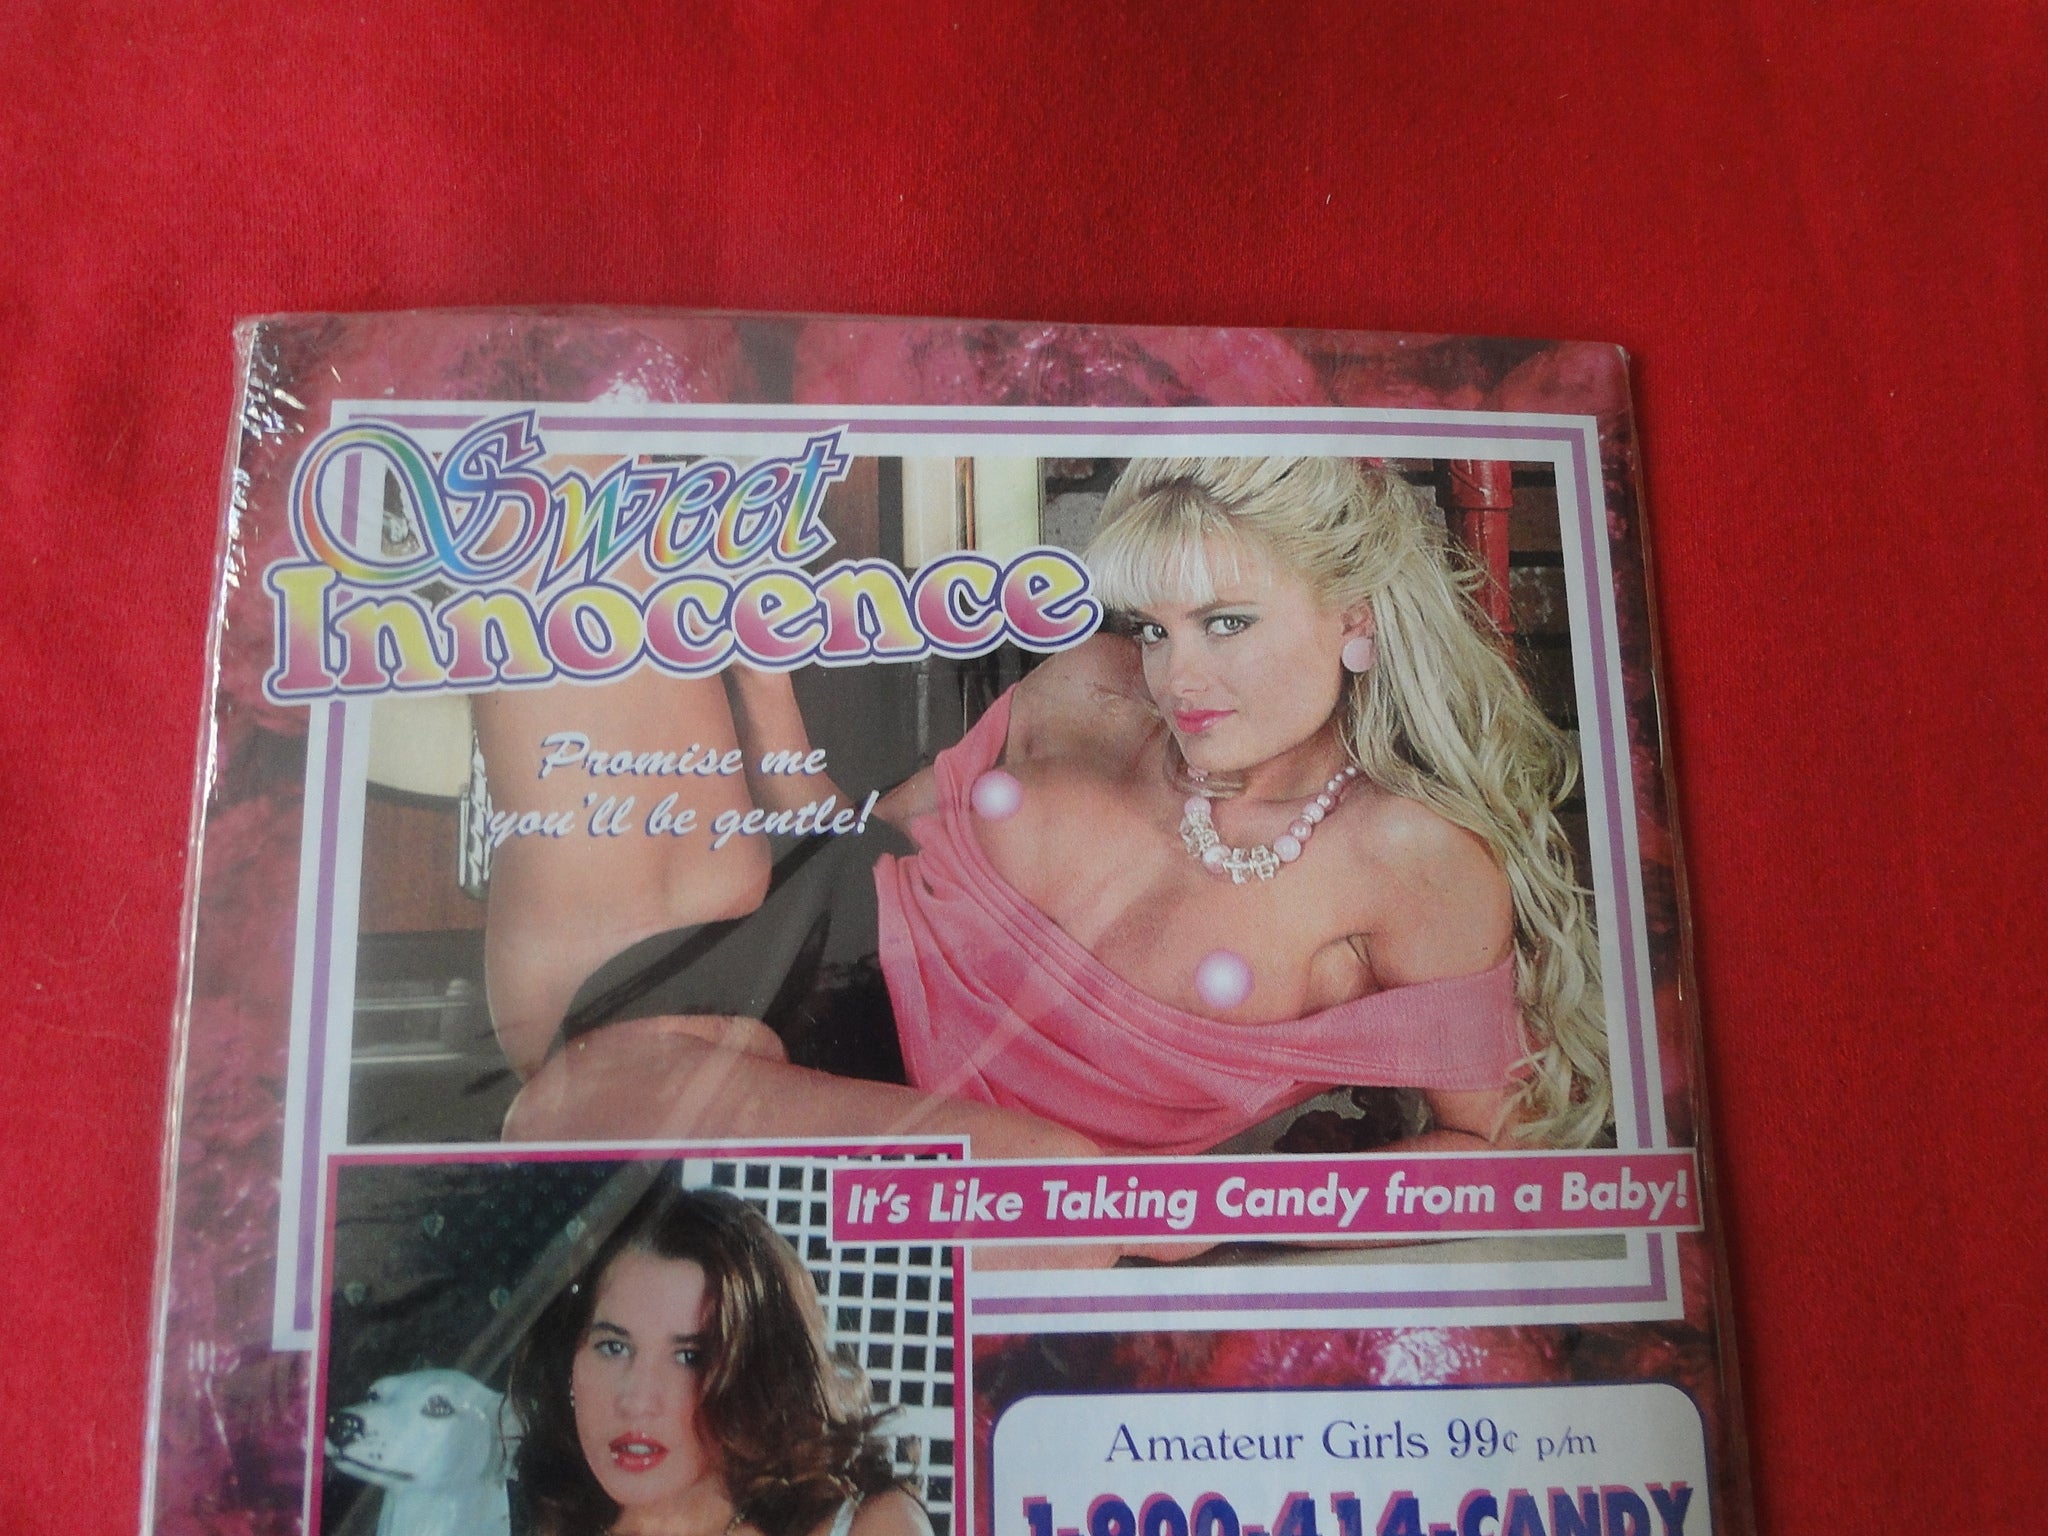 Sweet
Innocence
Promise me
you'll be gentle!
It's Like Taking Candy from a Baby!
Amateur Girls 99¢ p/m
1-900-414-CANDY